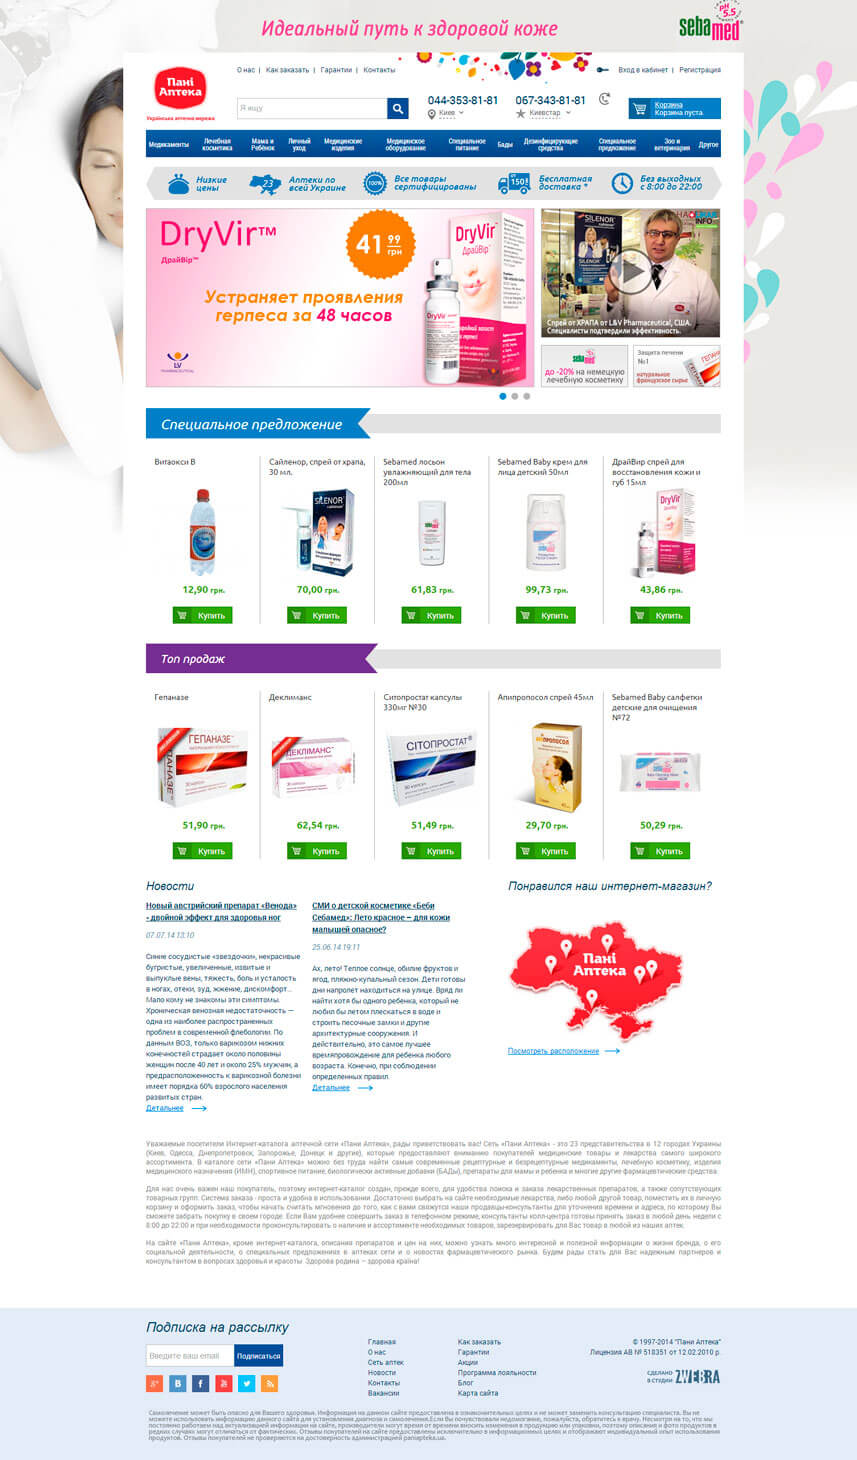 Идеальный путь к здоровой коже
pH 5.5
sebamed
Пані Аптека
Українська аптечна мережа
О нас | Как заказать | Гарантии | Контакты
Вход в кабинет | Регистрация
Я ищу
044-353-81-81
Киев
067-343-81-81
Киевстар
Корзина
Корзина пуста
Медикаменты
Лечебная косметика
Мама и Ребёнок
Личный уход
Медицинские изделия
Медицинское оборудование
Специальное питание
Бады
Дезинфицирующие средства
Специальное предложение
Зоо и ветеринария
Другое
Низкие цены
23
Аптеки по всей Украине
100%
Все товары сертифицированы
от 150!
Бесплатная доставка *
Без выходных с 8:00 до 22:00
DryVir™
ДрайВір™
41 99 грн
Устраняет проявления
герпеса за 48 часов
LV
PHARMACEUTICAL
DryVir
ДрайВір
SILENOR
INFO
Пані Аптека
Спрей от ХРАПА от L&V Pharmaceutical, США.
Специалисты подтвердили эффективность.
sebamed
до -20% на немецкую
лечебную косметику
Защита печени
№1
натуральное
французское сырье
Специальное предложение
Витакси В
Сайленор, спрей от храпа,
30 мл.
Sebamed лосьон
увлажняющий для тела
200мл
Sebamed Baby крем для
лица детский 50мл
ДрайВир спрей для
восстановления кожи и
губ 15мл
12,90 грн.
70,00 грн.
61,83 грн.
99,73 грн.
43,86 грн.
Купить
Купить
Купить
Купить
Купить
Топ продаж
Гепаназе
Деклиманс
Ситопростат капсулы
330мг №30
Апипропосол спрей 45мл
Sebamed Baby салфетки
детские для очищения
№72
ГЕПАНАЗЕ
ДЕКЛІМАНС
СІТОПРОСТАТ
51,90 грн.
62,54 грн.
51,49 грн.
29,70 грн.
50,29 грн.
Купить
Купить
Купить
Купить
Купить
Новости
Новый австрийский препарат «Венода»
- двойной эффект для здоровья ног
07.07.14 13:10
Синие сосудистые «звездочки», некрасивые
бугристые, увеличенные, извитые и
выпуклые вены, тяжесть, боль и усталость
в ногах, отеки, зуд, жжение, дискомфорт...
Мало кому не знакомы эти симптомы.
Хроническая венозная недостаточность —
одна из наиболее распространенных
проблем в современной флебологии. По
данным ВОЗ, только варикозом нижних
конечностей страдает около половины
женщин после 40 лет и около 25% мужчин, а
предрасположенность к варикозной болезни
имеет порядка 60% взрослого населения
развитых стран.
Детальнее
СМИ о детской косметике «Беби
Себамед»: Лето красное – для кожи
малышей опасное?
25.06.14 19:11
Ах, лето! Теплое солнце, обилие фруктов и
ягод, пляжно-купальный сезон. Дети готовы
дни напролет находиться на улице. Вряд ли
найти хотя бы одного ребенка, который не
любил бы летом плескаться в воде и
строить песочные замки и другие
архитектурные сооружения. И
действительно, это самое лучшее
времяпровождение для ребенка любого
возраста. Конечно, при соблюдении
определенных правил.
Детальнее
Понравился наш интернет-магазин?
Пані
Аптека
Посмотреть расположение
Уважаемые посетители Интернет-каталога аптечной сети «Пани Аптека», рады приветствовать вас! Сеть «Пани Аптека» - это 23 представительства в 12 городах Украины
(Киев, Одесса, Днепропетровск, Запорожье, Донецк и другие), которые предоставляют вниманию покупателей медицинские товары и лекарства самого широкого
ассортимента. В каталоге сети «Пани Аптека» можно без труда найти самые современные рецептурные и безрецептурные медикаменты, лечебную косметику, изделия
медицинского назначения (ИМН), спортивное питание, биологически активные добавки (БАДы), препараты для мамы и ребенка и многие другие фармацевтические средства.
Для нас очень важен наш покупатель, поэтому интернет-каталог создан, прежде всего, для удобства поиска и заказа лекарственных препаратов, а также сопутствующих
товарных групп. Система заказа - проста и удобна в использовании. Достаточно выбрать на сайте необходимые лекарства, либо любой другой товар, поместить их в личную
корзину и оформить заказ, чтобы начать считать мгновения до того, как с вами свяжутся наши продавцы-консультанты для уточнения времени и адреса, по которому Вы
сможете забрать покупку в своем городе. Если Вам удобнее совершить заказ в телефонном режиме, консультанты колл-центра готовы принять заказ в любой день недели с
8:00 до 22:00 и при необходимости проконсультировать о наличие и ассортименте необходимых товаров, зарезервировать для Вас товар в любой из наших аптек.
На сайте «Пани Аптека», кроме интернет-каталога, описания препаратов и цен на них, можно узнать много интересной и полезной информации о жизни бренда, о его
социальной деятельности, о специальных предложениях в аптеках сети и о новостях фармацевтического рынка. Будем рады стать для Вас надежным партнеров и
консультантом в вопросах здоровья и красоты. Здорова родина – здорова країна!
Подписка на рассылку
Введите ваш email
Подписаться
Главная
О нас
Сеть аптек
Новости
Контакты
Вакансии
Как заказать
Гарантии
Акции
Программа лояльности
Блог
Карта сайта
© 1997-2014 "Пани Аптека"
Лицензия АВ № 518351 от 12.02.2010 р.
СДЕЛАНО
В СТУДИИ
ZWEBRA
Самолечение может быть опасно для Вашего здоровья. Информация на данном сайте предоставлена в ознакомительных целях и не может заменить консультацию специалиста. Вы не
можете использовать информацию данного сайта для установления диагноза и самолечения.Если Вы почувствовали недомогание, пожалуйста, обратитесь к врачу. Несмотря на то, что мы
постоянно работаем над актуализацией информации на сайте, производители могут время от времени вносить изменения в продукцию или упаковки, поэтому описания и фото продуктов в
редких случаях могут отличаться от фактических. Отзывы покупателей на сайте предоставлены исключительно в информационных целях и отображают индивидуальный опыт использования
продуктов. Отзывы покупателей не проверяются на достоверность администрацией paniapteka.ua.